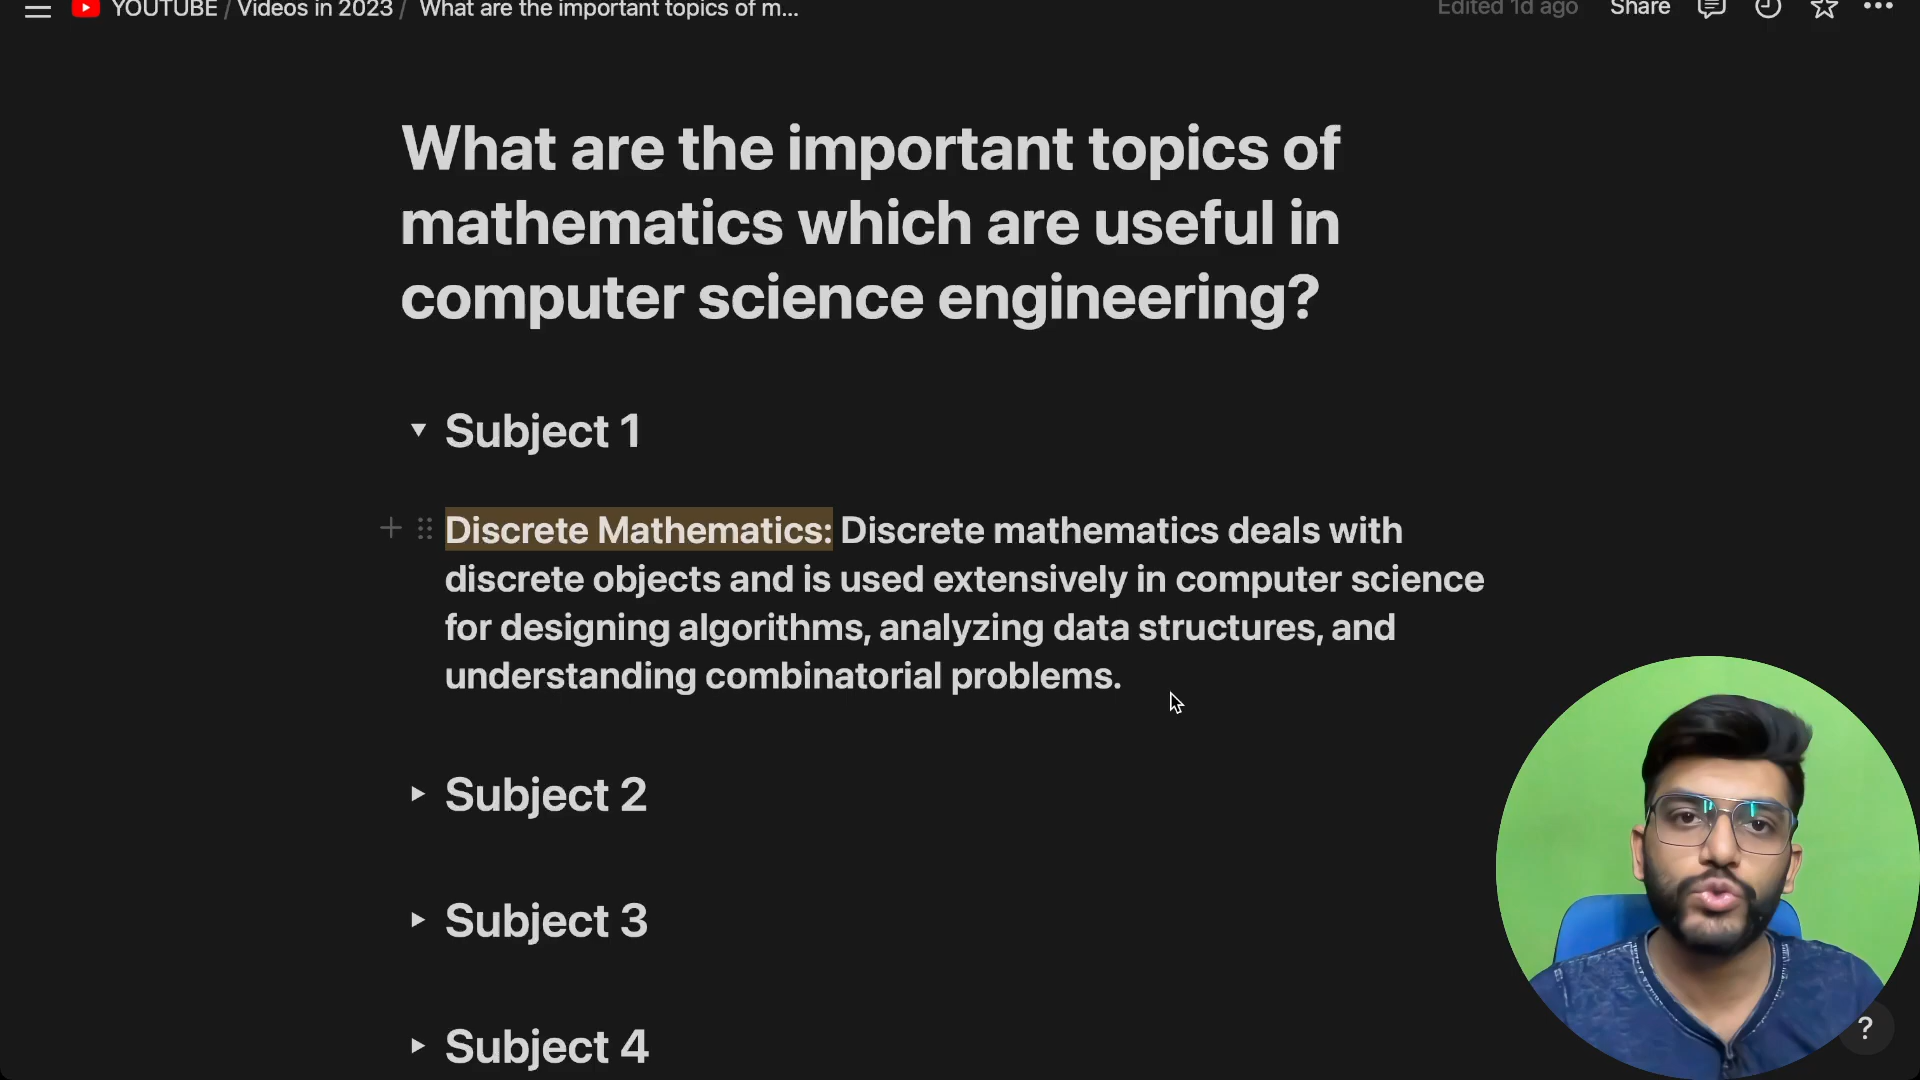 YOUTUBE / Videos in 2023 / What are the important topics of m...
Edited 1d ago Share
What are the important topics of
mathematics which are useful in
computer science engineering?
Subject 1
Discrete Mathematics: Discrete mathematics deals with
discrete objects and is used extensively in computer science
for designing algorithms, analyzing data structures, and
understanding combinatorial problems.
Subject 2
Subject 3
Subject 4
?